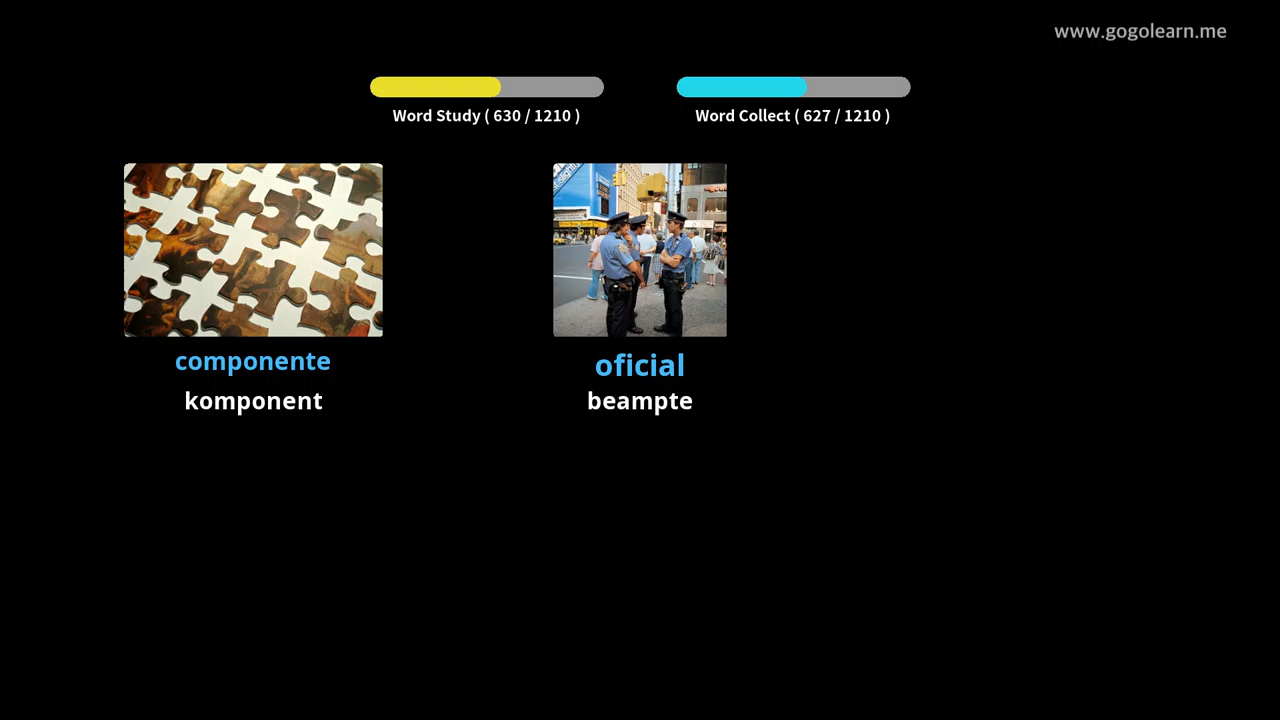 www.gogolearn.me
Word Study ( 630 / 1210 )
Word Collect ( 627 / 1210 )
componente
komponent
oficial
beampte